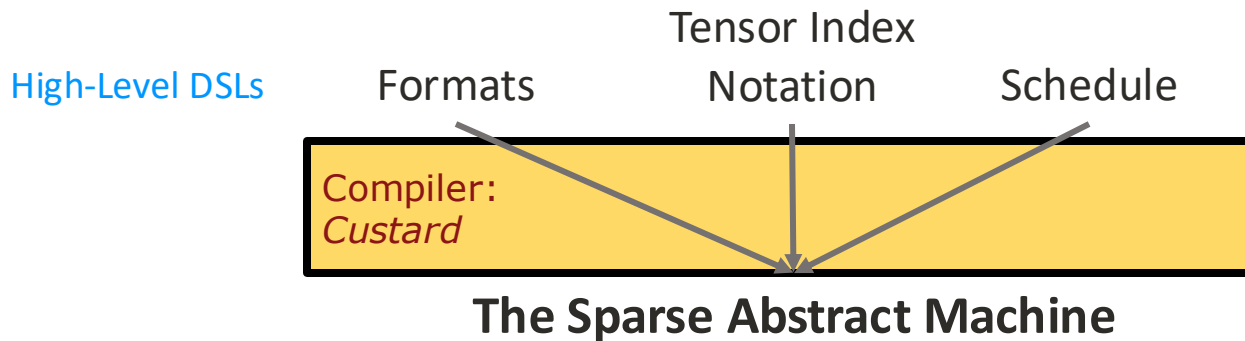 Tensor Index
High-Level DSLs Formats Notation Schedule
Compiler:
Custard
The Sparse Abstract Machine